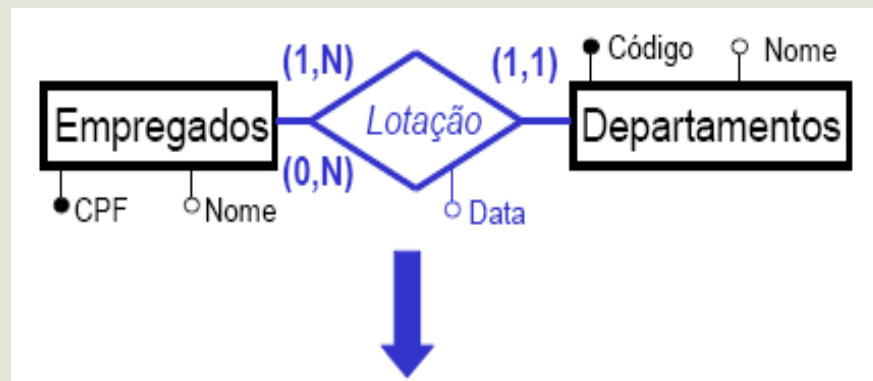 Código Nome
(1,N) (1,1)
Empregados Lotação Departamentos
(0,N)
CPF Nome Data